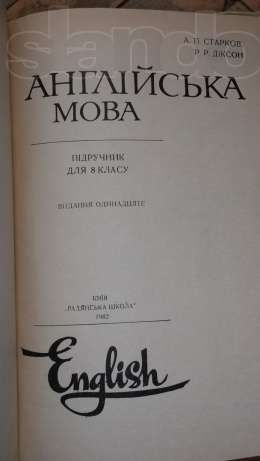 А. П. СТАРКОВ
Р. Р. ДІКСОН
АНГЛІЙСЬКА
МОВА
ПІДРУЧНИК
ДЛЯ 8 КЛАСУ
ВИДАННЯ ОДИНАДЦЯТЕ
КИЇВ
„РАДЯНСЬКА ШКОЛА"
1982
English